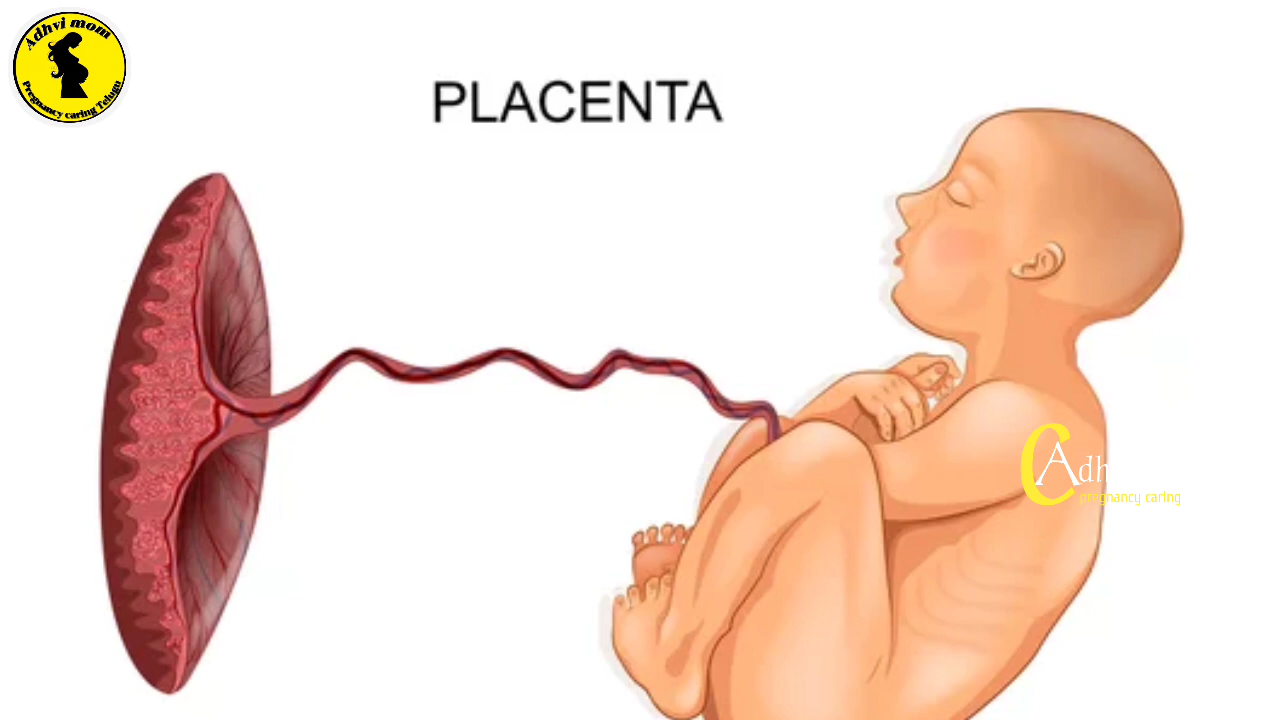 Adhvi mom
Pregnancy caring Telugu
PLACENTA
Adh
pregnancy caring